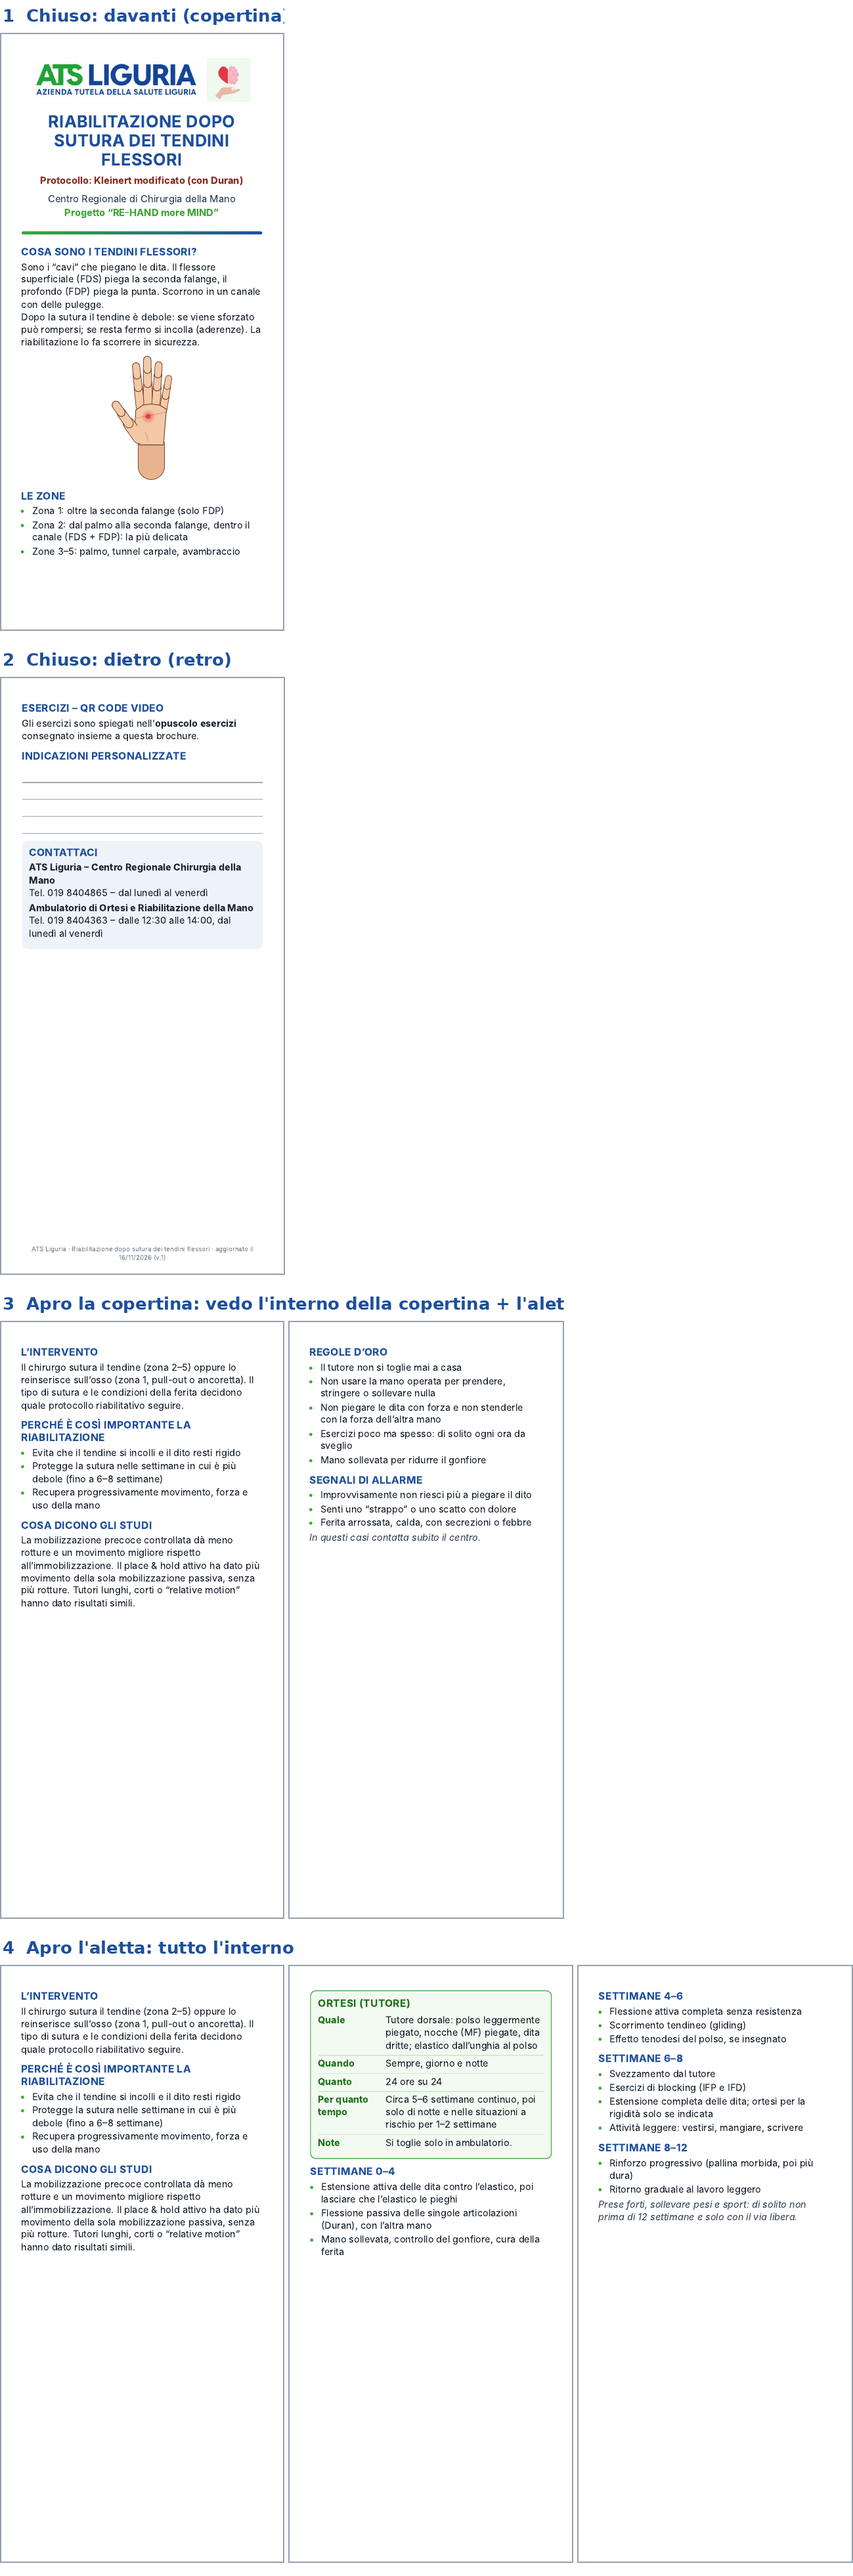 1 Chiuso: davanti (copertina)
ATS LIGURIA
AZIENDA TUTELA DELLA SALUTE LIGURIA
RIABILITAZIONE DOPO
SUTURA DEI TENDINI
FLESSORI
Protocollo: Kleinert modificato (con Duran)
Centro Regionale di Chirurgia della Mano
Progetto “RE-HAND more MIND”
COSA SONO I TENDINI FLESSORI?
Sono i “cavi” che piegano le dita. Il flessore
superficiale (FDS) piega la seconda falange, il
profondo (FDP) piega la punta. Scorrono in un canale
con delle pulegge.
Dopo la sutura il tendine è debole: se viene sforzato
può rompersi; se resta fermo si incolla (aderenze). La
riabilitazione lo fa scorrere in sicurezza.
LE ZONE
• Zona 1: oltre la seconda falange (solo FDP)
• Zona 2: dal palmo alla seconda falange, dentro il
canale (FDS + FDP): la più delicata
• Zone 3–5: palmo, tunnel carpale, avambraccio
2 Chiuso: dietro (retro)
ESERCIZI – QR CODE VIDEO
Gli esercizi sono spiegati nell’opuscolo esercizi
consegnato insieme a questa brochure.
INDICAZIONI PERSONALIZZATE
CONTATTACI
ATS Liguria – Centro Regionale Chirurgia della
Mano
Tel. 019 8404865 – dal lunedì al venerdì
Ambulatorio di Ortesi e Riabilitazione della Mano
Tel. 019 8404363 – dalle 12:30 alle 14:00, dal
lunedì al venerdì
ATS Liguria · Riabilitazione dopo sutura dei tendini flessori · aggiornato il
16/11/2026 (v.1)
3 Apro la copertina: vedo l'interno della copertina + l'alet
L’INTERVENTO
Il chirurgo sutura il tendine (zona 2–5) oppure lo
reinserisce sull’osso (zona 1, pull-out o ancoretta). Il
tipo di sutura e le condizioni della ferita decidono
quale protocollo riabilitativo seguire.
PERCHÉ È COSÌ IMPORTANTE LA
RIABILITAZIONE
• Evita che il tendine si incolli e il dito resti rigido
• Protegge la sutura nelle settimane in cui è più
debole (fino a 6–8 settimane)
• Recupera progressivamente movimento, forza e
uso della mano
COSA DICONO GLI STUDI
La mobilizzazione precoce controllata dà meno
rotture e un movimento migliore rispetto
all’immobilizzazione. Il place & hold attivo ha dato più
movimento della sola mobilizzazione passiva, senza
più rotture. Tutori lunghi, corti o “relative motion”
hanno dato risultati simili.
REGOLE D’ORO
• Il tutore non si toglie mai a casa
• Non usare la mano operata per prendere,
stringere o sollevare nulla
• Non piegare le dita con forza e non stenderle
con la forza dell’altra mano
• Esercizi poco ma spesso: di solito ogni ora da
sveglio
• Mano sollevata per ridurre il gonfiore
SEGNALI DI ALLARME
• Improvvisamente non riesci più a piegare il dito
• Senti uno “strappo” o uno scatto con dolore
• Ferita arrossata, calda, con secrezioni o febbre
In questi casi contatta subito il centro.
4 Apro l'aletta: tutto l'interno
L’INTERVENTO
Il chirurgo sutura il tendine (zona 2–5) oppure lo
reinserisce sull’osso (zona 1, pull-out o ancoretta). Il
tipo di sutura e le condizioni della ferita decidono
quale protocollo riabilitativo seguire.
PERCHÉ È COSÌ IMPORTANTE LA
RIABILITAZIONE
• Evita che il tendine si incolli e il dito resti rigido
• Protegge la sutura nelle settimane in cui è più
debole (fino a 6–8 settimane)
• Recupera progressivamente movimento, forza e
uso della mano
COSA DICONO GLI STUDI
La mobilizzazione precoce controllata dà meno
rotture e un movimento migliore rispetto
all’immobilizzazione. Il place & hold attivo ha dato più
movimento della sola mobilizzazione passiva, senza
più rotture. Tutori lunghi, corti o “relative motion”
hanno dato risultati simili.
ORTESI (TUTORE)
Quale Tutore dorsale: polso leggermente
piegato, nocche (MF) piegate, dita
dritte; elastico dall’unghia al polso
Quando Sempre, giorno e notte
Quanto 24 ore su 24
Per quanto Circa 5–6 settimane continuo, poi
tempo solo di notte e nelle situazioni a
rischio per 1–2 settimane
Note Si toglie solo in ambulatorio.
SETTIMANE 0–4
• Estensione attiva delle dita contro l’elastico, poi
lasciare che l’elastico le pieghi
• Flessione passiva delle singole articolazioni
(Duran), con l’altra mano
• Mano sollevata, controllo del gonfiore, cura della
ferita
SETTIMANE 4–6
• Flessione attiva completa senza resistenza
• Scorrimento tendineo (gliding)
• Effetto tenodesi del polso, se insegnato
SETTIMANE 6–8
• Svezzamento dal tutore
• Esercizi di blocking (IFP e IFD)
• Estensione completa delle dita; ortesi per la
rigidità solo se indicata
• Attività leggere: vestirsi, mangiare, scrivere
SETTIMANE 8–12
• Rinforzo progressivo (pallina morbida, poi più
dura)
• Ritorno graduale al lavoro leggero
Prese forti, sollevare pesi e sport: di solito non
prima di 12 settimane e solo con il via libera.